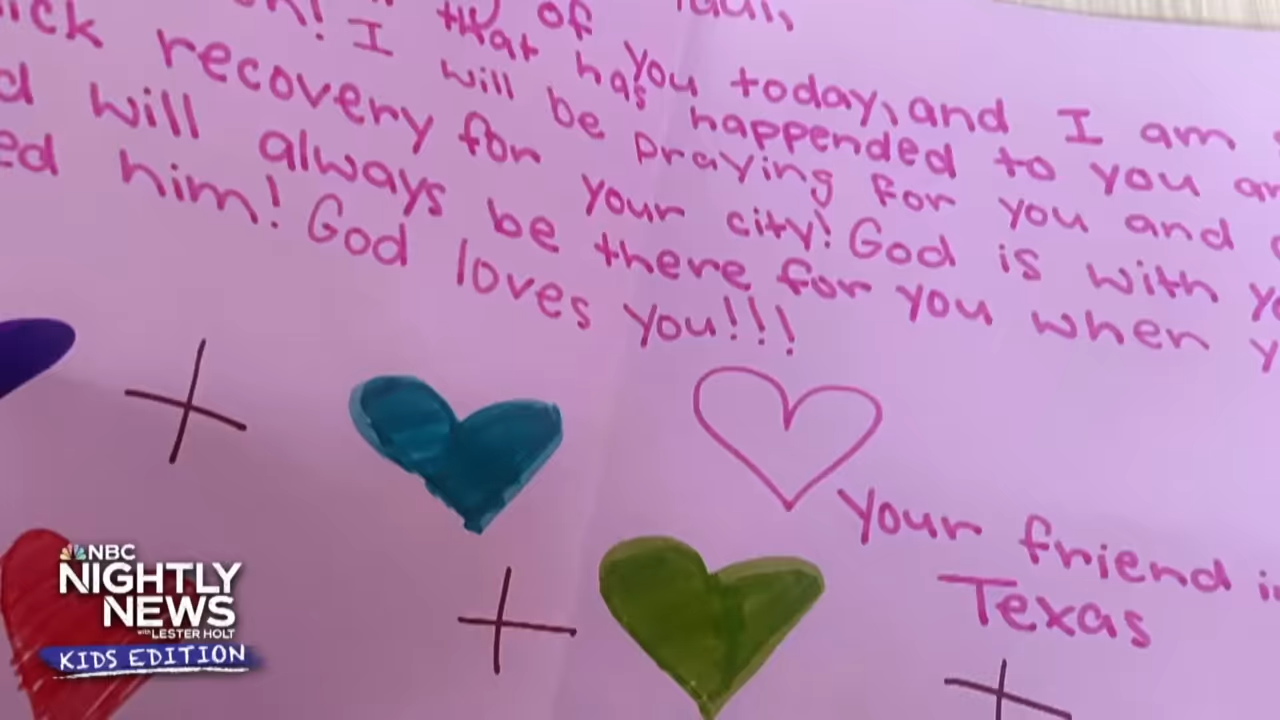 of you today, and I am
that has happended to you
! I will be praying for you and
recovery for your city! God is with
will always be there for you when
him! God loves you!!!
Your friend
Texas
NBC
NIGHTLY
NEWS
with LESTER HOLT
KIDS EDITION